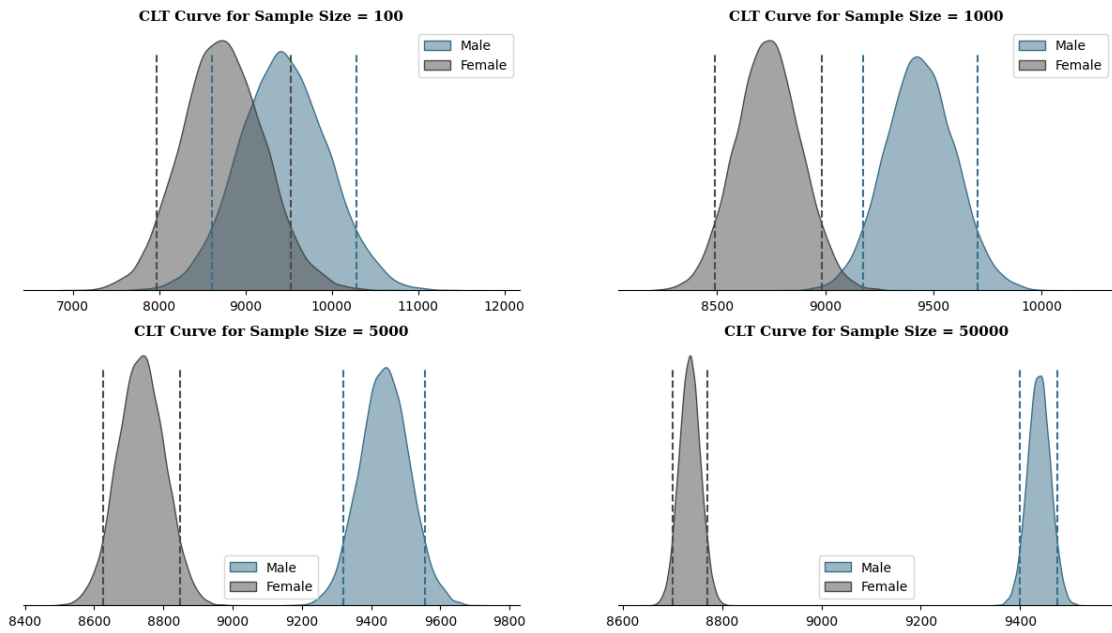 CLT Curve for Sample Size = 100
Male
Female
7000 8000 9000 10000 11000 12000
CLT Curve for Sample Size = 1000
Male
Female
8500 9000 9500 10000
CLT Curve for Sample Size = 5000
Male
Female
8400 8600 8800 9000 9200 9400 9600 9800
CLT Curve for Sample Size = 50000
Male
Female
8600 8800 9000 9200 9400